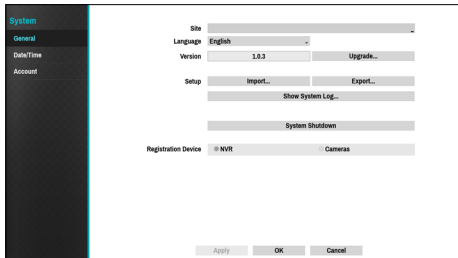 System
General
Date/Time
Account
Site
Language English
Version 1.0.3 Upgrade...
Setup Import... Export...
Show System Log...
System Shutdown
Registration Device NVR Cameras
Apply OK Cancel